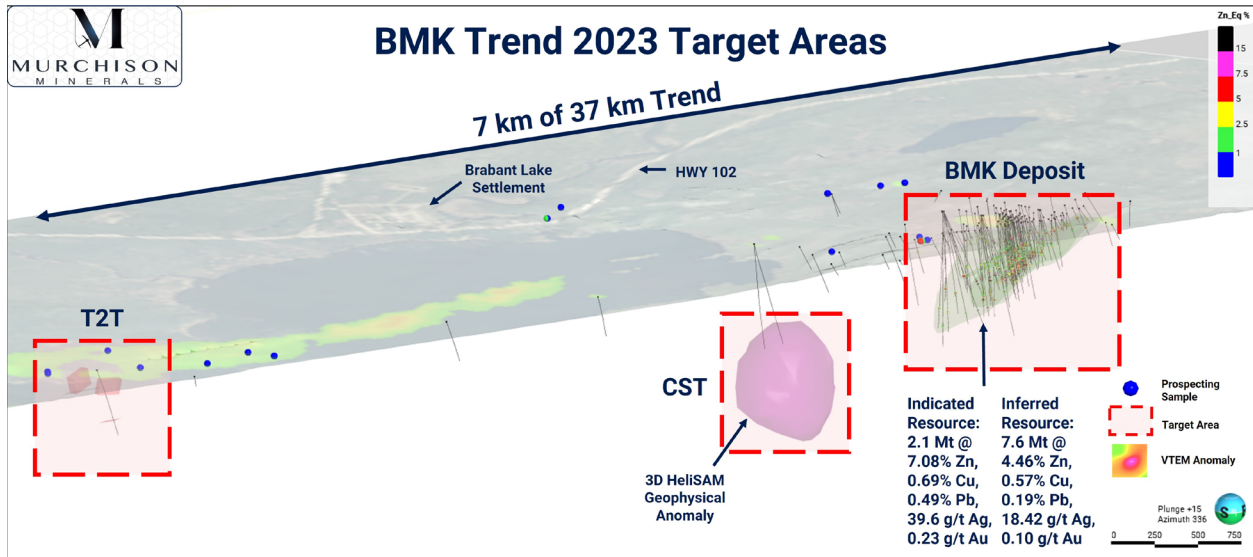 MURCHISON
MINERALS
BMK Trend 2023 Target Areas
Zn_Eq %
15
7.5
5
2.5
1
7 km of 37 km Trend
Brabant Lake
Settlement
HWY 102
BMK Deposit
T2T
CST
3D HeliSAM
Geophysical
Anomaly
Indicated
Resource:
2.1 Mt @
7.08% Zn,
0.69% Cu,
0.49% Pb,
39.6 g/t Ag,
0.23 g/t Au
Inferred
Resource:
7.6 Mt @
4.46% Zn,
0.57% Cu,
0.19% Pb,
18.42 g/t Ag,
0.10 g/t Au
Prospecting
Sample
Target Area
VTEM Anomaly
Plunge +15
Azimuth 336
S
0 250 500 750